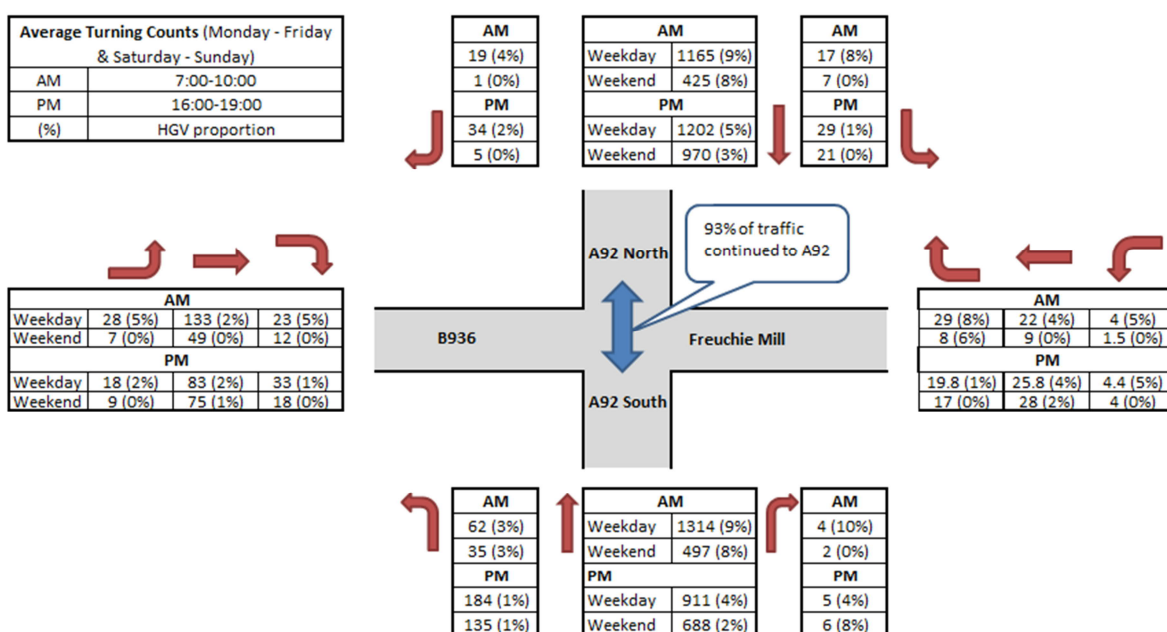 Average Turning Counts (Monday - Friday
& Saturday - Sunday)
AM 7:00-10:00
PM 16:00-19:00
(%) HGV proportion
AM
19 (4%)
1 (0%)
PM
34 (2%)
5 (0%)
AM
Weekday 1165 (9%)
Weekend 425 (8%)
PM
Weekday 1202 (5%)
Weekend 970 (3%)
AM
17 (8%)
7 (0%)
PM
29 (1%)
21 (0%)
93% of traffic
continued to A92
A92 North
B936
Freuchie Mill
A92 South
AM
Weekday 28 (5%) 133 (2%) 23 (5%)
Weekend 7 (0%) 49 (0%) 12 (0%)
PM
Weekday 18 (2%) 83 (2%) 33 (1%)
Weekend 9 (0%) 75 (1%) 18 (0%)
AM
29 (8%) 22 (4%) 4 (5%)
8 (6%) 9 (0%) 1.5 (0%)
PM
19.8 (1%) 25.8 (4%) 4.4 (5%)
17 (0%) 28 (2%) 4 (0%)
AM
62 (3%)
35 (3%)
PM
184 (1%)
135 (1%)
AM
Weekday 1314 (9%)
Weekend 497 (8%)
PM
Weekday 911 (4%)
Weekend 688 (2%)
AM
4 (10%)
2 (0%)
PM
5 (4%)
6 (8%)